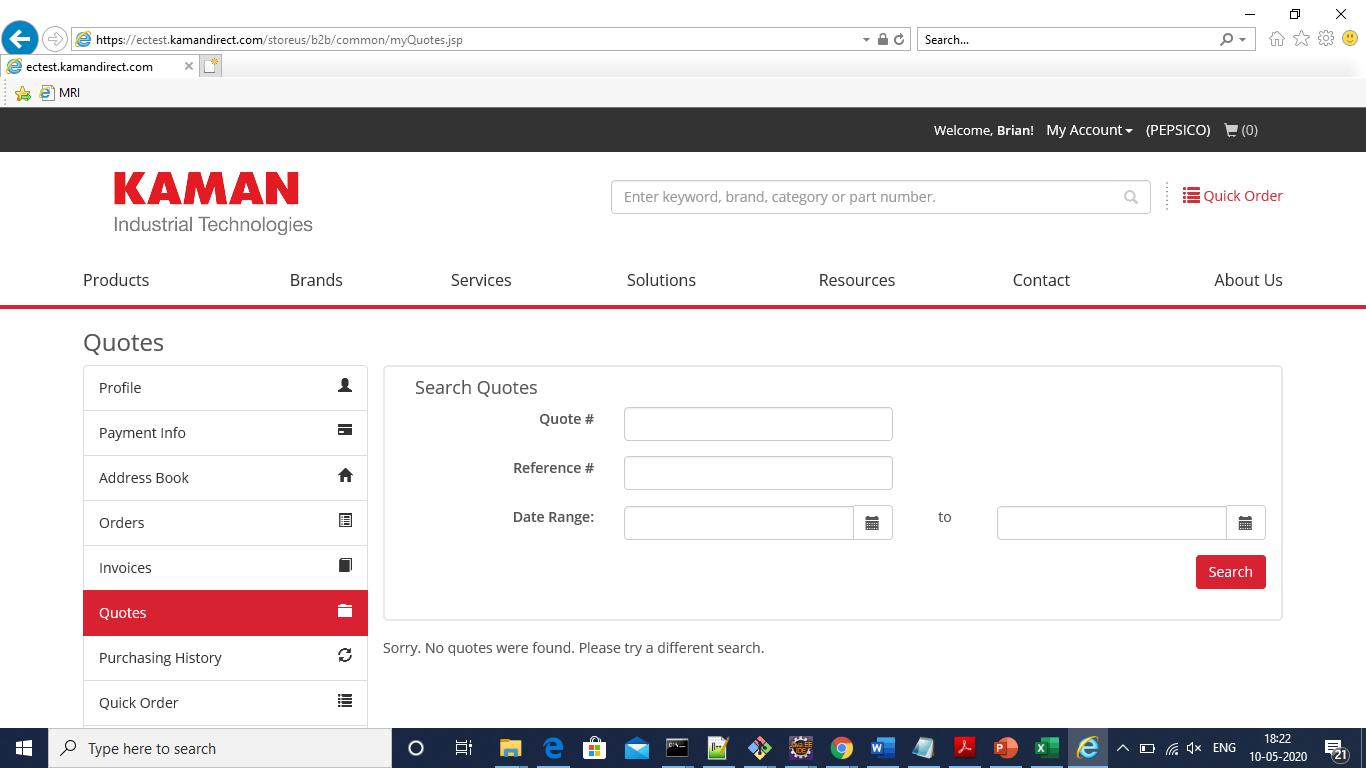 https://ectest.kamandirect.com/storeus/b2b/common/myQuotes.jsp
Search...
ectest.kamandirect.com
MRI
Welcome, Brian! My Account (PEPSICO) (0)
KAMAN
Industrial Technologies
Enter keyword, brand, category or part number.
Quick Order
Products Brands Services Solutions Resources Contact About Us
Quotes
Profile
Payment Info
Address Book
Orders
Invoices
Quotes
Purchasing History
Quick Order
Search Quotes
Quote #
Reference #
Date Range: to
Search
Sorry. No quotes were found. Please try a different search.
Type here to search
ENG
18:22
10-05-2020
21